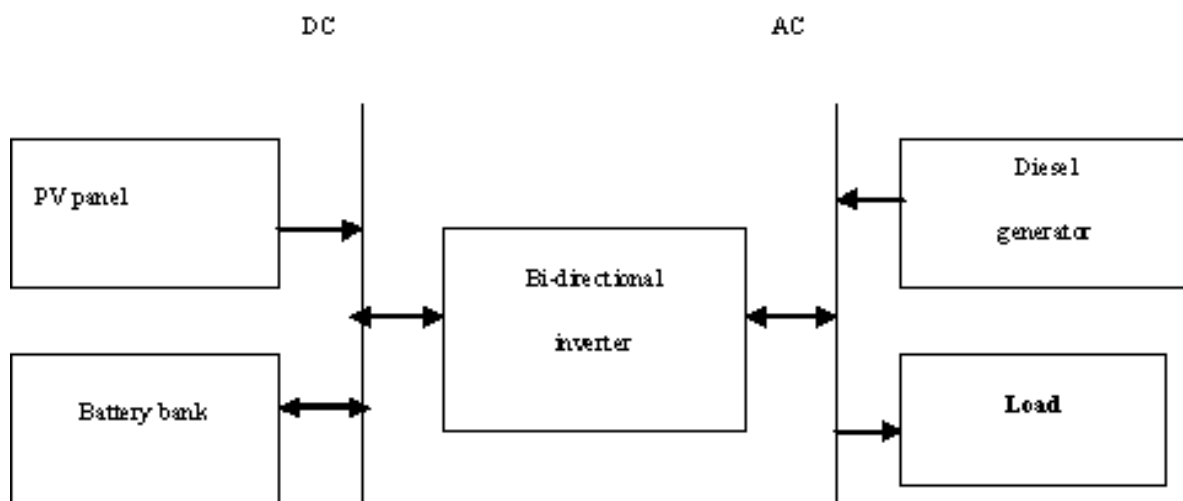 DC
AC
PV panel
Diesel
generator
Bi-directional
inverter
Battery bank
Load